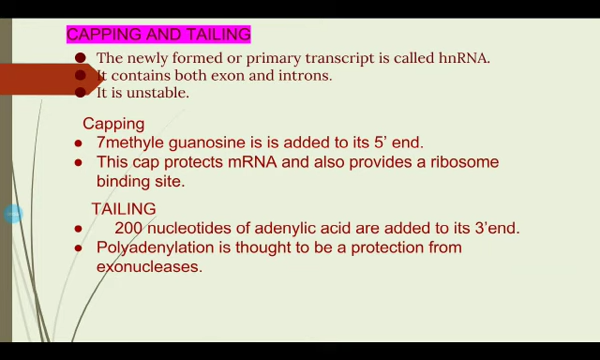 CAPPING AND TAILING
● The newly formed or primary transcript is called hnRNA.
● It contains both exon and introns.
● It is unstable.
Capping
● 7methyle guanosine is is added to its 5' end.
● This cap protects mRNA and also provides a ribosome
binding site.
TAILING
● 200 nucleotides of adenylic acid are added to its 3'end.
● Polyadenylation is thought to be a protection from
exonucleases.